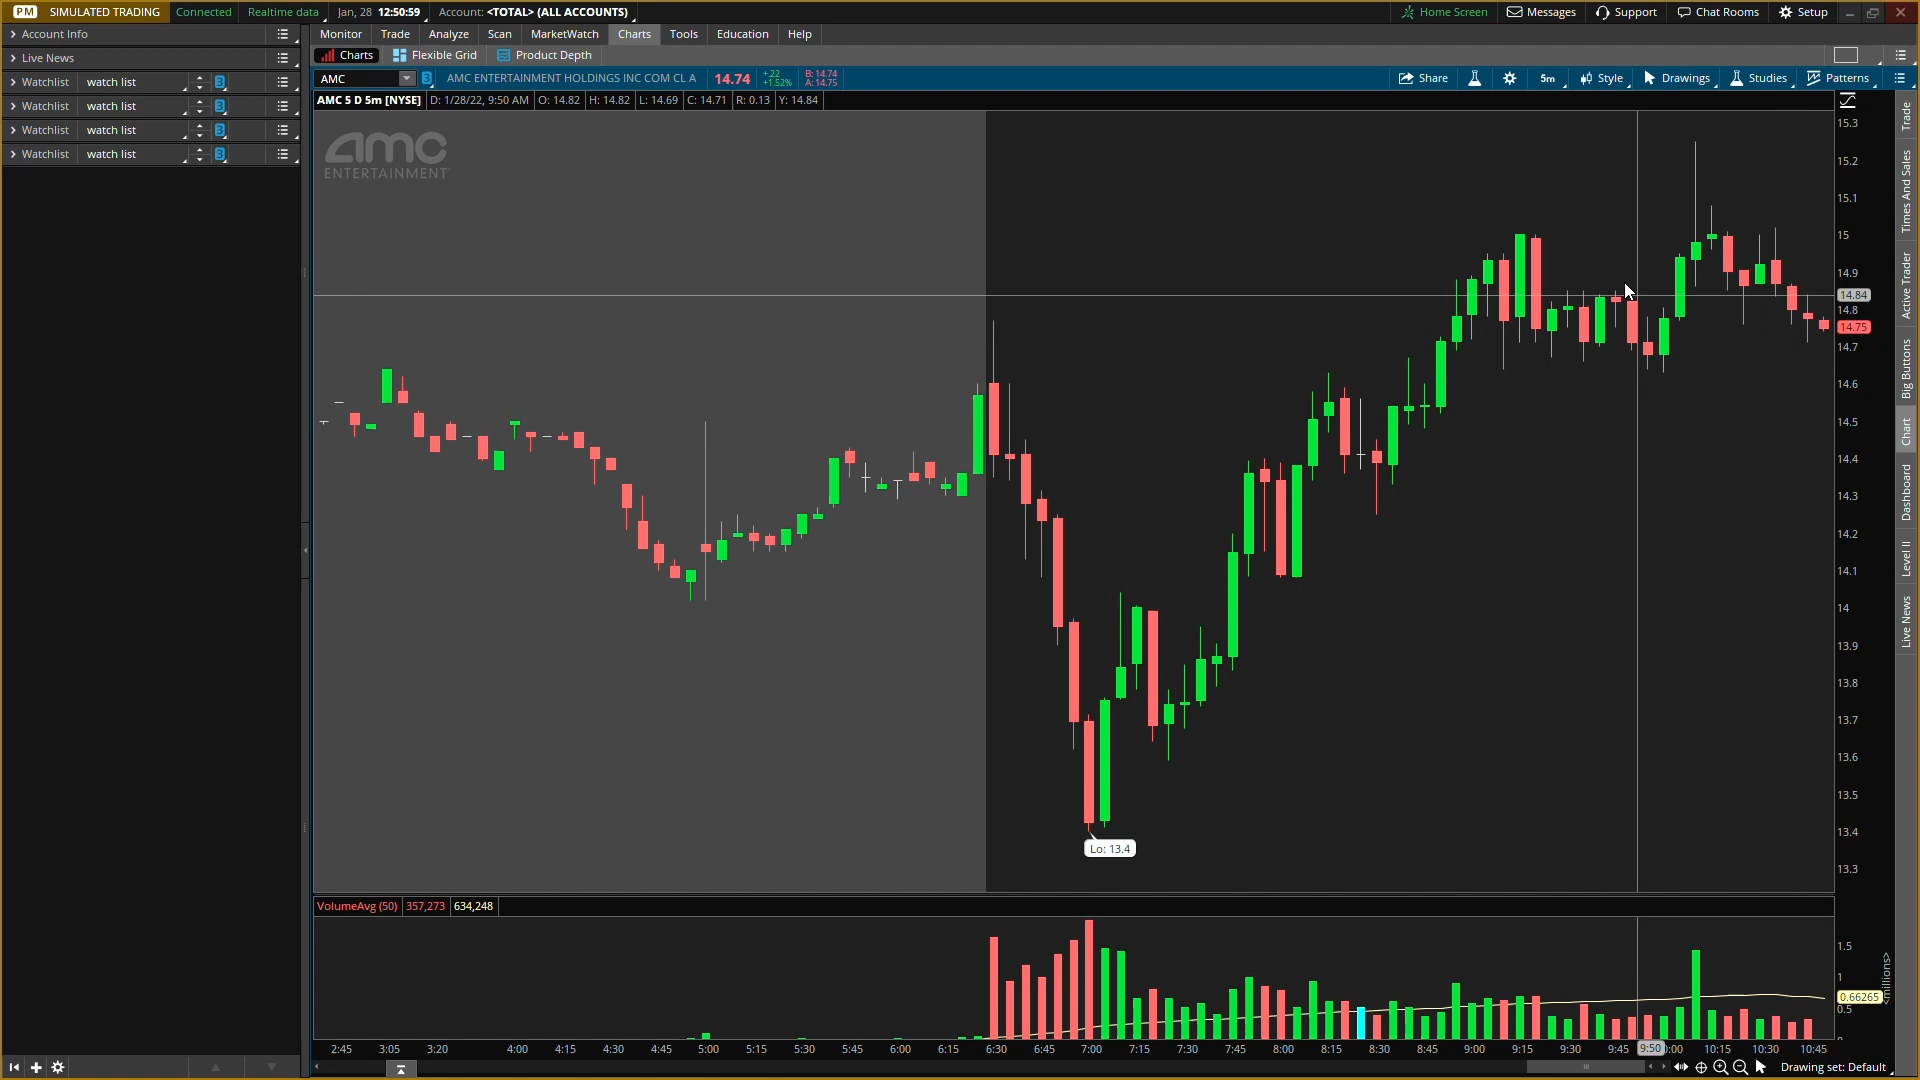 PM SIMULATED TRADING Connected Realtime data Jan, 28 12:50:59 Account: <TOTAL> (ALL ACCOUNTS) Home Screen Messages Support Chat Rooms Setup
Account Info
Live News
Watchlist watch list 3
Watchlist watch list 3
Watchlist watch list 3
Watchlist watch list 3
Monitor Trade Analyze Scan MarketWatch Charts Tools Education Help
Charts Flexible Grid Product Depth
AMC 3 AMC ENTERTAINMENT HOLDINGS INC COM CL A 14.74 +.22 +1.52% B: 14.74 A: 14.75 Share 5m Style Drawings Studies Patterns
AMC 5 D 5m [NYSE] D: 1/28/22, 9:50 AM O: 14.82 H: 14.82 L: 14.69 C: 14.71 R: 0.13 Y: 14.84
amc
ENTERTAINMENT
15.3
15.2
15.1
15
14.9
14.84
14.8
14.75
14.7
14.6
14.5
14.4
14.3
14.2
14.1
14
13.9
13.8
13.7
13.6
13.5
13.4
13.3
Lo: 13.4
VolumeAvg (50) 357,273 634,248
1.5
1
0.66265
0.5
<millions>
2:45 3:05 3:20 4:00 4:15 4:30 4:45 5:00 5:15 5:30 5:45 6:00 6:15 6:30 6:45 7:00 7:15 7:30 7:45 8:00 8:15 8:30 8:45 9:00 9:15 9:30 9:45 9:50 :00 10:15 10:30 10:45
Drawing set: Default
Trade
Times And Sales
Active Trader
Big Buttons
Chart
Dashboard
Level II
Live News